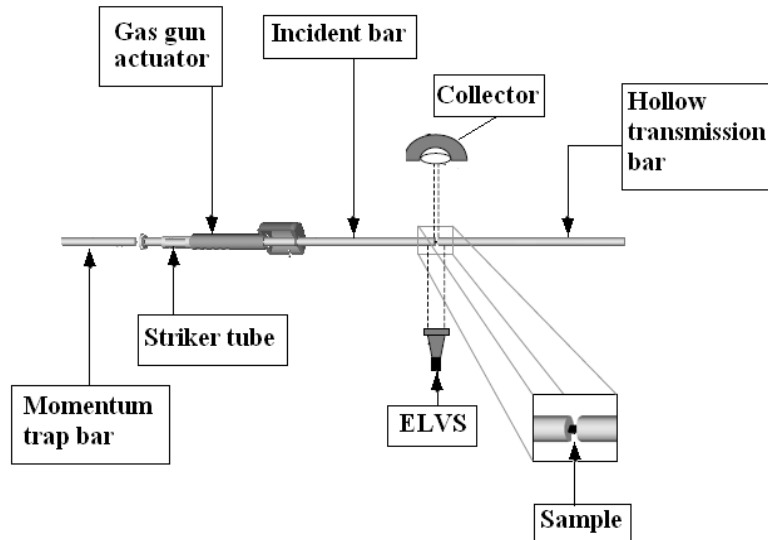 Gas gun
actuator
Incident bar
Collector
Hollow
transmission
bar
Striker tube
Momentum
trap bar
ELVS
Sample